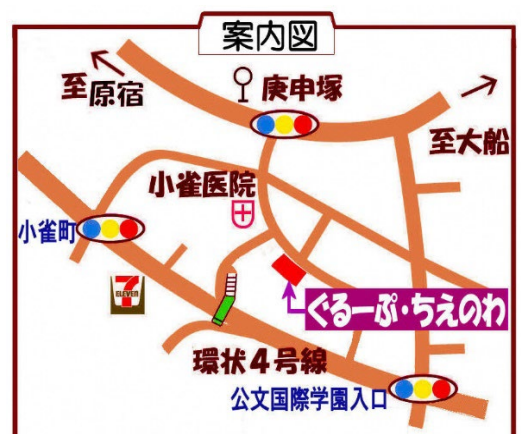 案内図
至原宿
庚申塚
至大船
小雀医院
小雀町
7
ELEVEN
ぐるーぷ・ちえのわ
環状4号線
公文国際学園入口